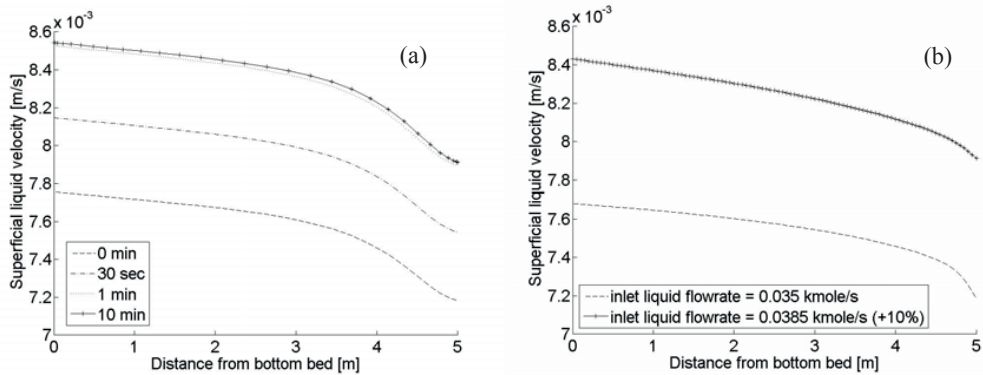 x 10⁻³
8.6
8.4
8.2
8
7.8
7.6
7.4
7.2
7
Superficial liquid velocity [m/s]
(a)
0 min
30 sec
1 min
10 min
0 1 2 3 4 5
Distance from bottom bed [m]
x 10⁻³
8.6
8.4
8.2
8
7.8
7.6
7.4
7.2
7
Superficial liquid velocity [m/s]
(b)
inlet liquid flowrate = 0.035 kmole/s
inlet liquid flowrate = 0.0385 kmole/s (+10%)
0 1 2 3 4 5
Distance from bottom bed [m]